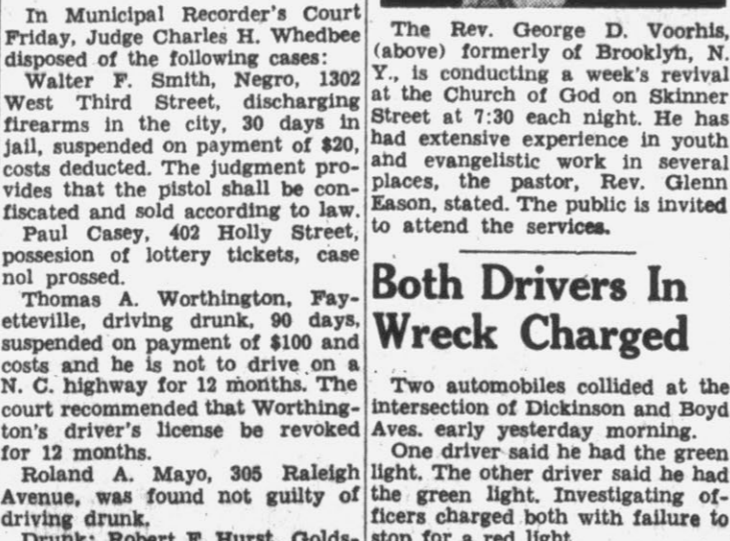 In Municipal Recorder's Court
Friday, Judge Charles H. Whedbee
disposed of the following cases:
Walter F. Smith, Negro, 1302
West Third Street, discharging
firearms in the city, 30 days in
jail, suspended on payment of $20,
costs deducted. The judgment pro-
vides that the pistol shall be con-
fiscated and sold according to law.
Paul Casey, 402 Holly Street,
possesion of lottery tickets, case
nol prossed.
Thomas A. Worthington, Fay-
etteville, driving drunk, 90 days,
suspended on payment of $100 and
costs and he is not to drive on a
N. C. highway for 12 months. The
court recommended that Worthing-
ton's driver's license be revoked
for 12 months.
Roland A. Mayo, 305 Raleigh
Avenue, was found not guilty of
driving drunk.
Drunk: Robert F. Hurst, Golds-
The Rev. George D. Voorhis,
(above) formerly of Brooklyn, N.
Y., is conducting a week's revival
at the Church of God on Skinner
Street at 7:30 each night. He has
had extensive experience in youth
and evangelistic work in several
places, the pastor, Rev. Glenn
Eason, stated. The public is invited
to attend the services.
Both Drivers In
Wreck Charged
Two automobiles collided at the
intersection of Dickinson and Boyd
Aves. early yesterday morning.
One driver said he had the green
light. The other driver said he had
the green light. Investigating of-
ficers charged both with failure to
stop for a red light.